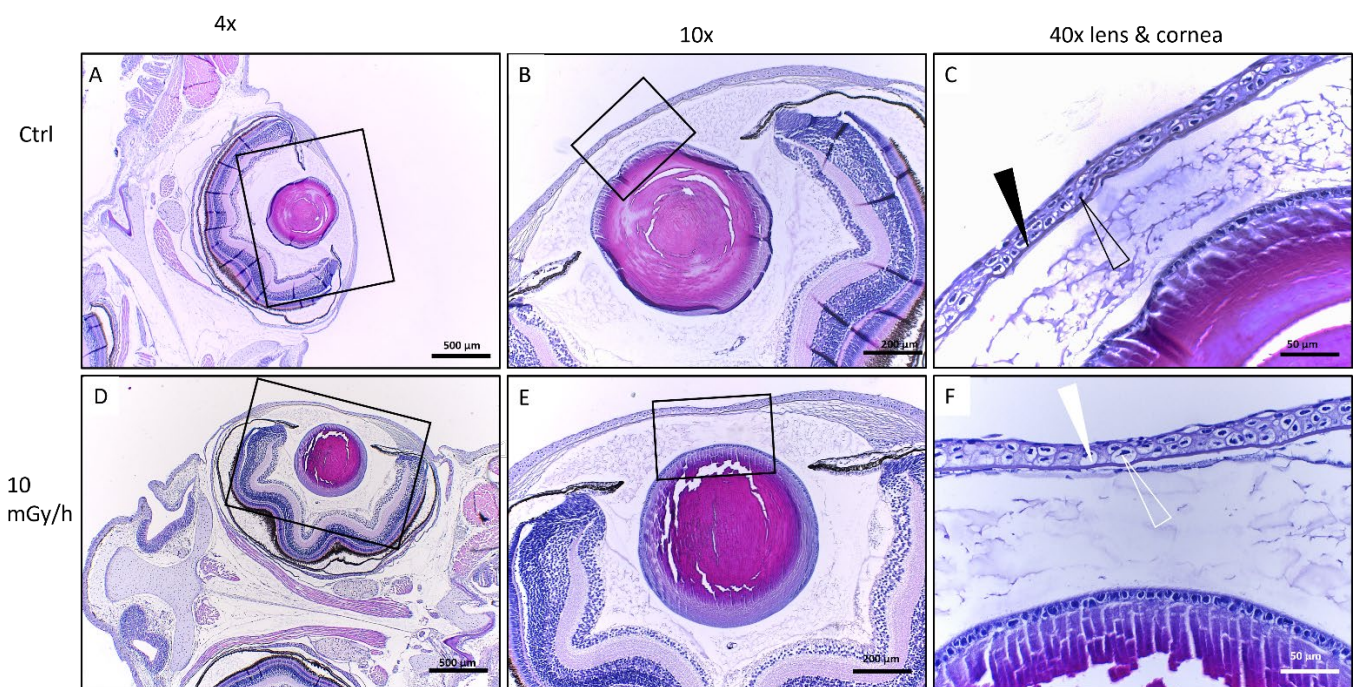 4x
10x
40x lens & cornea
Ctrl
A
500 µm
B
200 µm
C
50 µm
10
mGy/h
D
500 µm
E
200 µm
F
50 µm